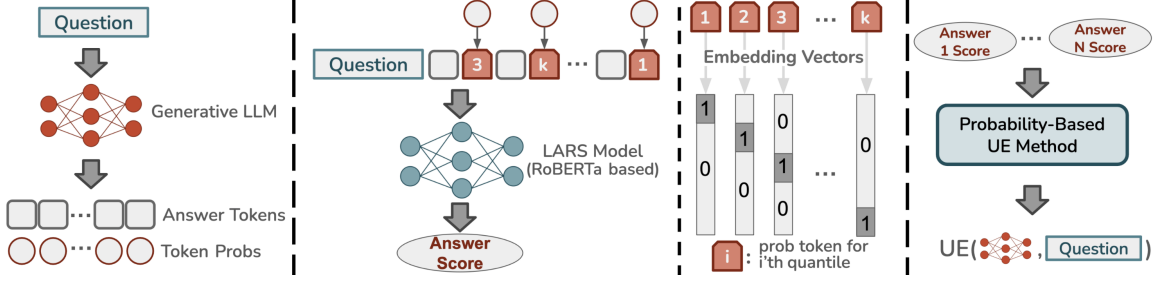 Question
Generative LLM
... Answer Tokens
... Token Probs
Question 3 k ... 1
LARS Model
(RoBERTa based)
Answer
Score
1 2 3 ... k
Embedding Vectors
1 0
0 1 0
0 1 0
...
0 1
i : prob token for
i'th quantile
Answer
1 Score
...
Answer
N Score
Probability-Based
UE Method
UE( , Question )